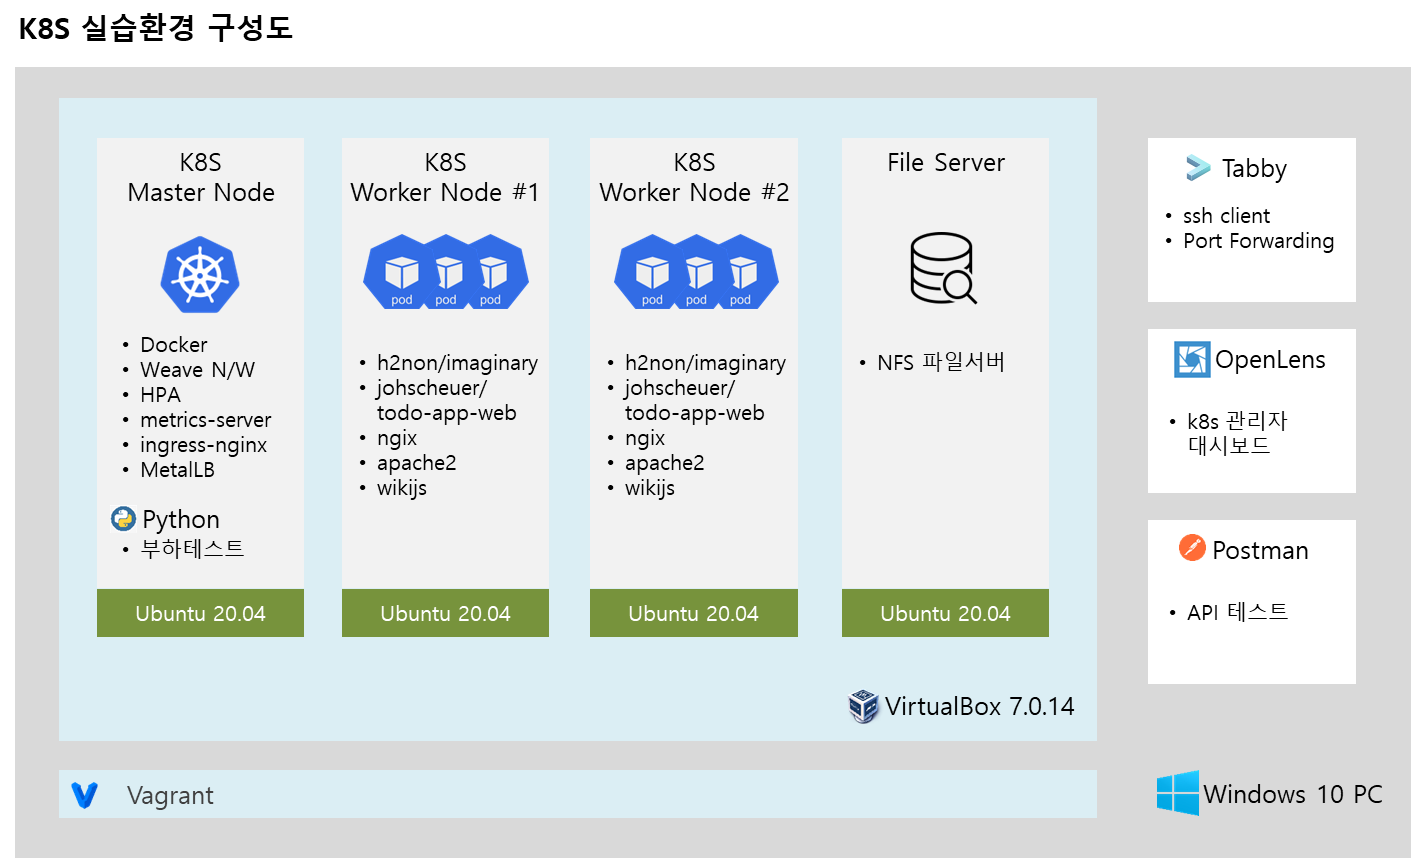 K8S 실습환경 구성도
K8S
Master Node
• Docker
• Weave N/W
• HPA
• metrics-server
• ingress-nginx
• MetalLB
Python
• 부하테스트
Ubuntu 20.04
K8S
Worker Node #1
pod pod pod
• h2non/imaginary
• johscheuer/
todo-app-web
• ngix
• apache2
• wikijs
Ubuntu 20.04
K8S
Worker Node #2
pod pod pod
• h2non/imaginary
• johscheuer/
todo-app-web
• ngix
• apache2
• wikijs
Ubuntu 20.04
File Server
• NFS 파일서버
Ubuntu 20.04
VirtualBox 7.0.14
Vagrant
Tabby
• ssh client
• Port Forwarding
OpenLens
• k8s 관리자
대시보드
Postman
• API 테스트
Windows 10 PC